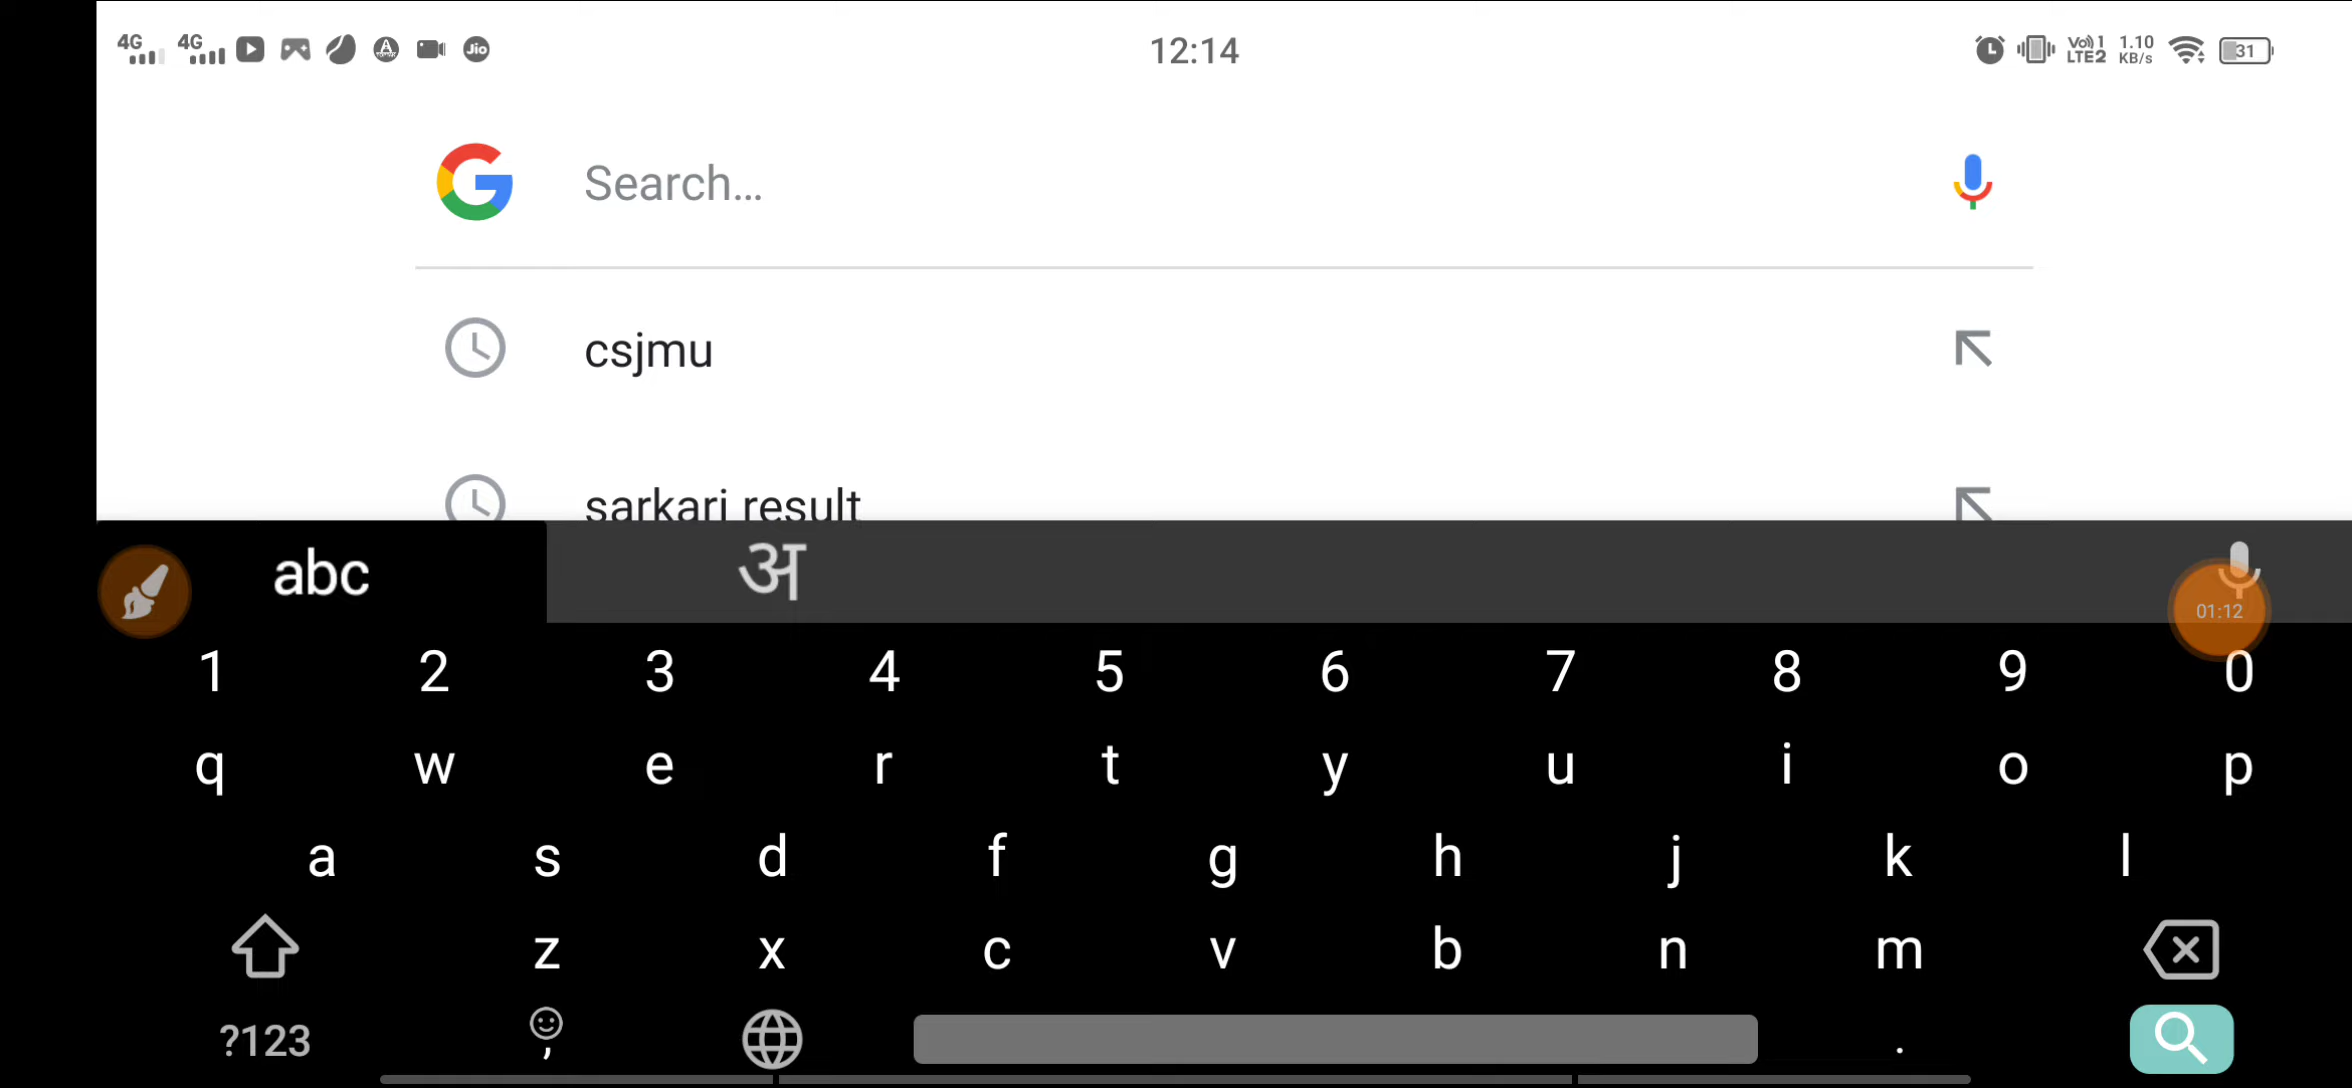 4G 4G Jio 12:14 Vo) 1 LTE2 1.10 KB/s 31
Search...
csjmu
sarkari result
abc अ
01:12
1 2 3 4 5 6 7 8 9 0
q w e r t y u i o p
a s d f g h j k l
z x c v b n m
?123 , .